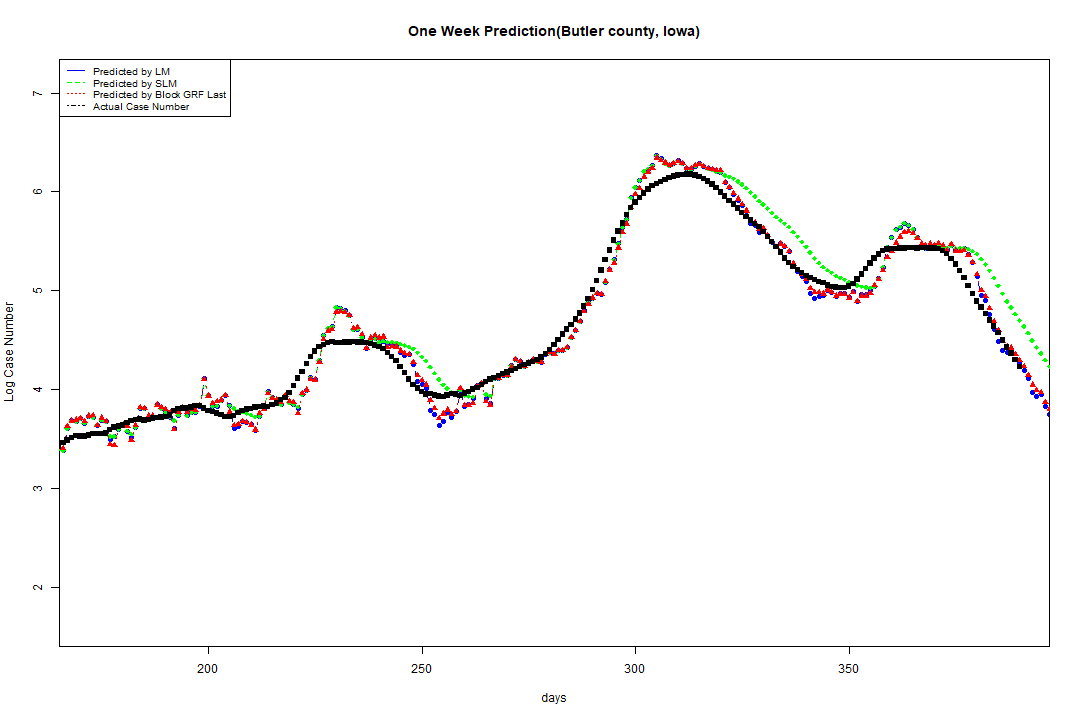 One Week Prediction(Butler county, Iowa)
Predicted by LM
Predicted by SLM
Predicted by Block GRF Last
Actual Case Number
7
6
5
4
3
2
Log Case Number
200 250 300 350
days